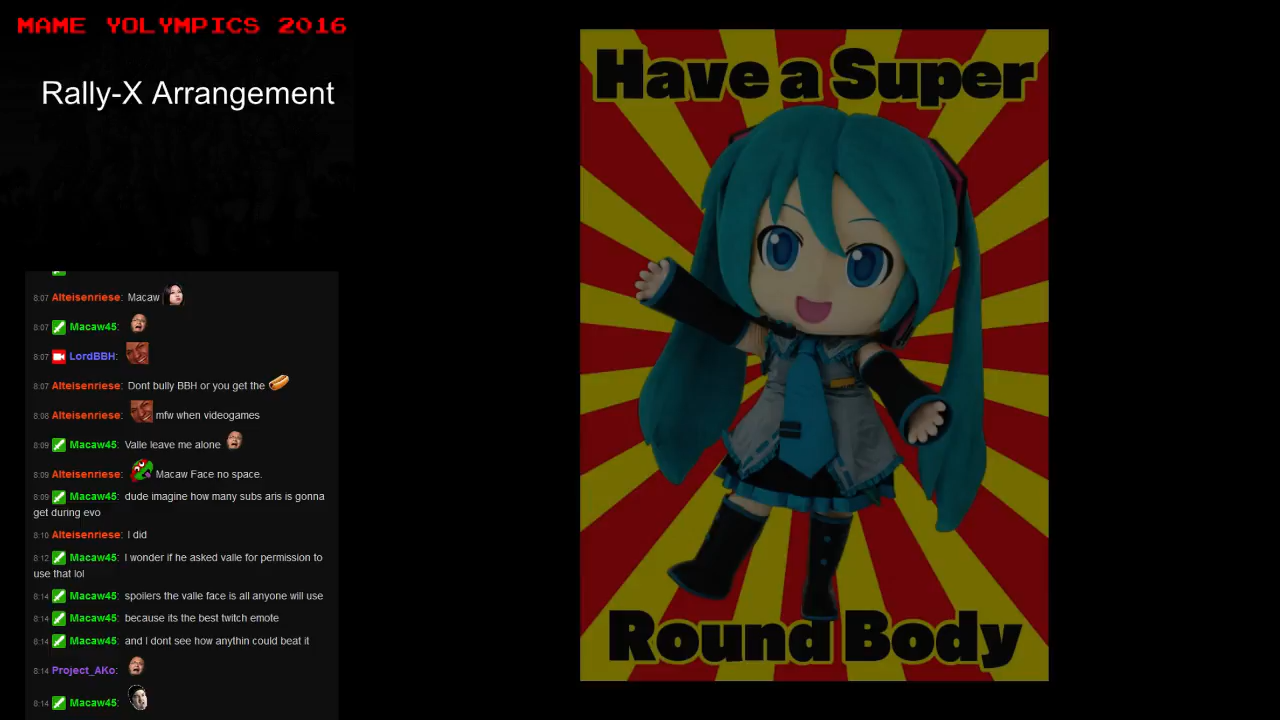 MAME YOLYMPICS 2016
Rally-X Arrangement
8:07 Alteisenriese: Macaw
8:07 Macaw45:
8:07 LordBBH:
8:07 Alteisenriese: Dont bully BBH or you get the
8:08 Alteisenriese: mfw when videogames
8:09 Macaw45: Valle leave me alone
8:09 Alteisenriese: Macaw Face no space.
8:09 Macaw45: dude imagine how many subs aris is gonna
get during evo
8:10 Alteisenriese: I did
8:12 Macaw45: I wonder if he asked valle for permission to
use that lol
8:14 Macaw45: spoilers the valle face is all anyone will use
8:14 Macaw45: because its the best twitch emote
8:14 Macaw45: and I dont see how anythin could beat it
8:14 Project_AKo:
8:14 Macaw45:
Have a Super
Round Body